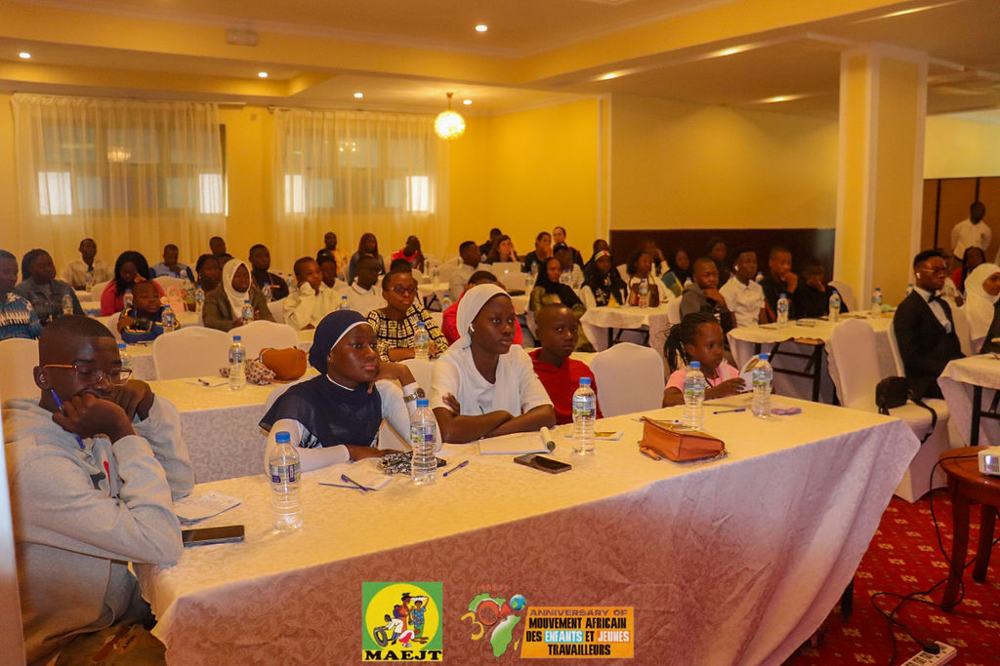 MAEJT
30
ANNIVERSARY OF
MOUVEMENT AFRICAIN
DES ENFANTS ET JEUNES
TRAVAILLEURS